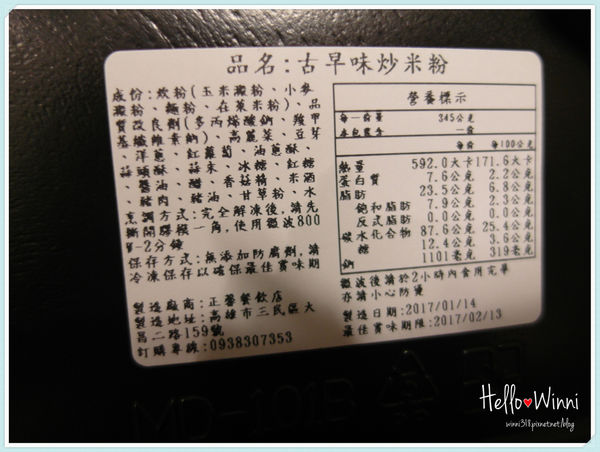 品名:古早味炒米粉
成份:炊粉(玉米澱粉、小麥
澱粉、麵粉、在萊米粉)、品
質改良劑(多丙烯酸鈉、羧甲
基纖維素鈉)、高麗菜、豆芽
、洋蔥、紅蘿蔔、油蔥酥、
蒜頭酥、蒜末、冰糖、紅糖
、醬油、醋、香菇精、米酒
、豬肉、豬油、甘草粉、水
烹調方式:完全解凍後,請先
撕開膠膜一角,使用微波800
W-2分鐘
保存方式:無添加防腐劑,請
冷凍保存以確保最佳賞味期
製造廠商:正馨餐飲店
製造地址:高雄市三民區大
昌二路159號
訂購專線:0938307353
營養標示
每一份量 345公克
本包裝含 一份
每份 每100公克
熱量 592.0大卡 171.6大卡
蛋白質 7.6公克 2.2公克
脂肪 23.5公克 6.8公克
飽和脂肪 7.9公克 2.3公克
反式脂肪 0.0公克 0.0公克
碳水化合物 87.6公克 25.4公克
糖 12.4公克 3.6公克
鈉 1101毫克 319毫克
微波後請於2小時內食用完畢
亦請小心防燙
製造日期:2017/01/14
最佳賞味期限:2017/02/13
MD-101B
Hello Winni
winni318.pixnet.net/blog